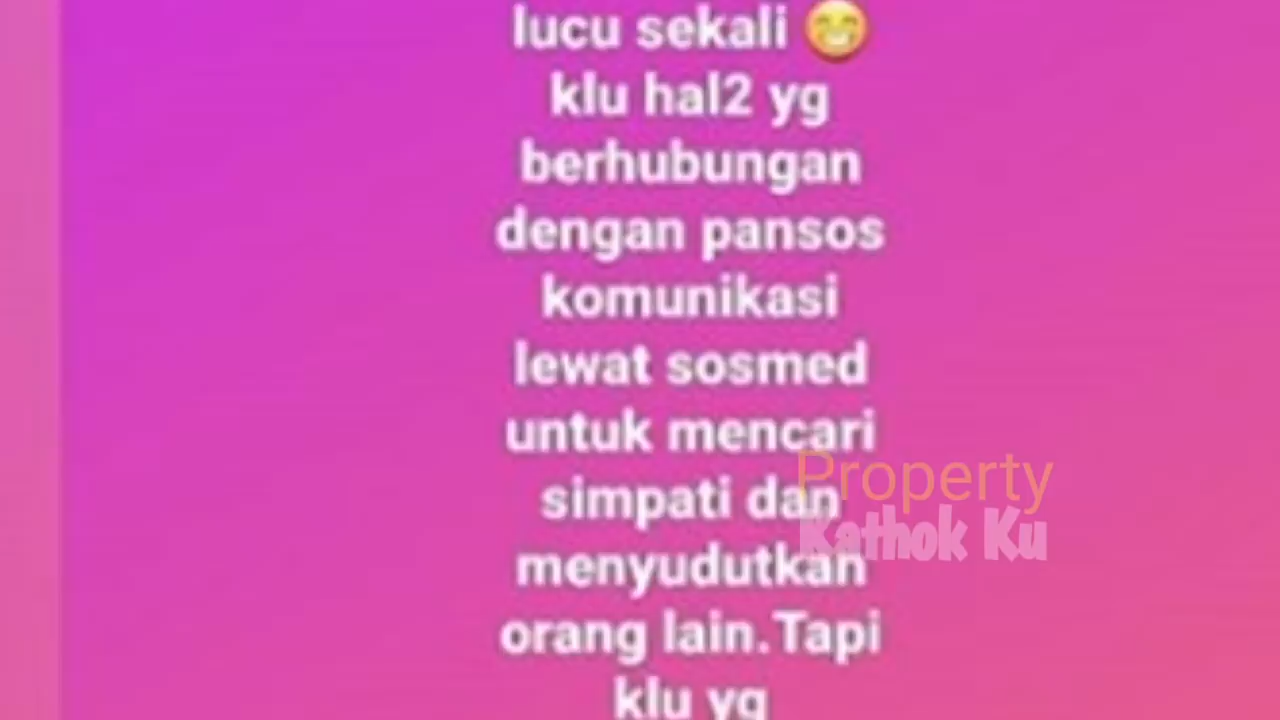 lucu sekali 😁
klu hal2 yg
berhubungan
dengan pansos
komunikasi
lewat sosmed
untuk mencari
simpati dan
menyudutkan
orang lain.Tapi
klu yg
Property
Kathok Ku